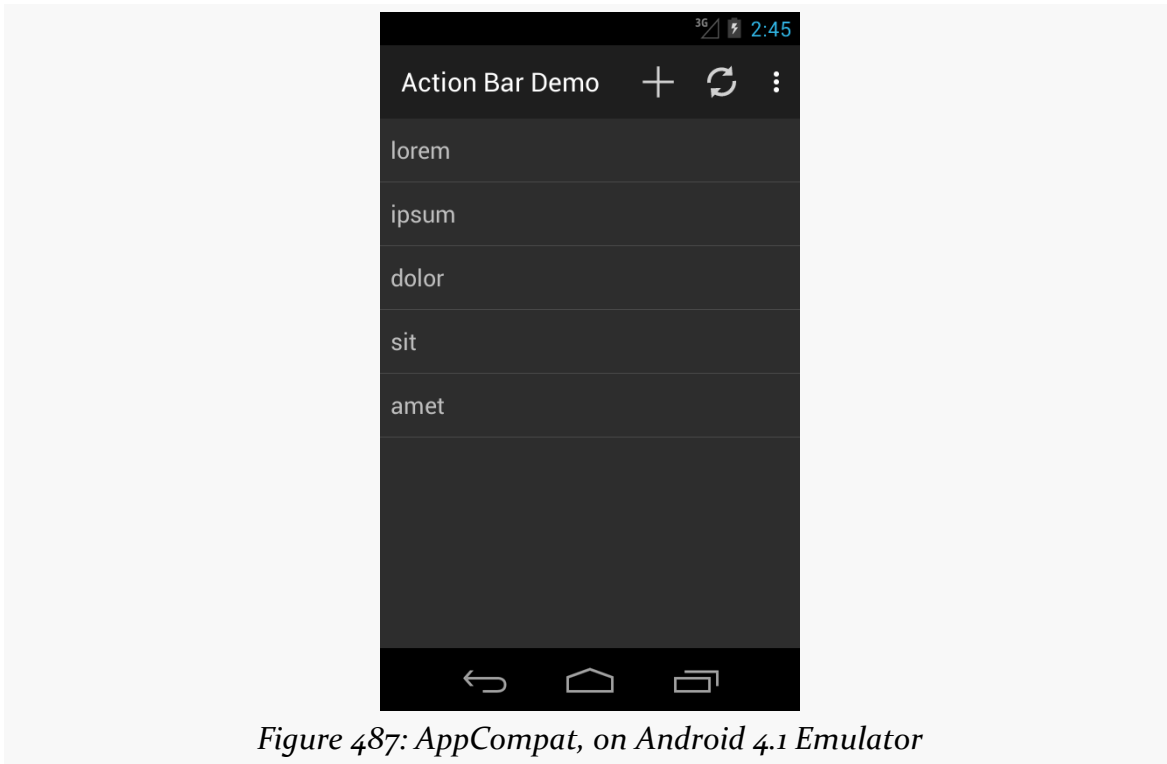 3G 2:45
Action Bar Demo
lorem
ipsum
dolor
sit
amet
Figure 487: AppCompat, on Android 4.1 Emulator